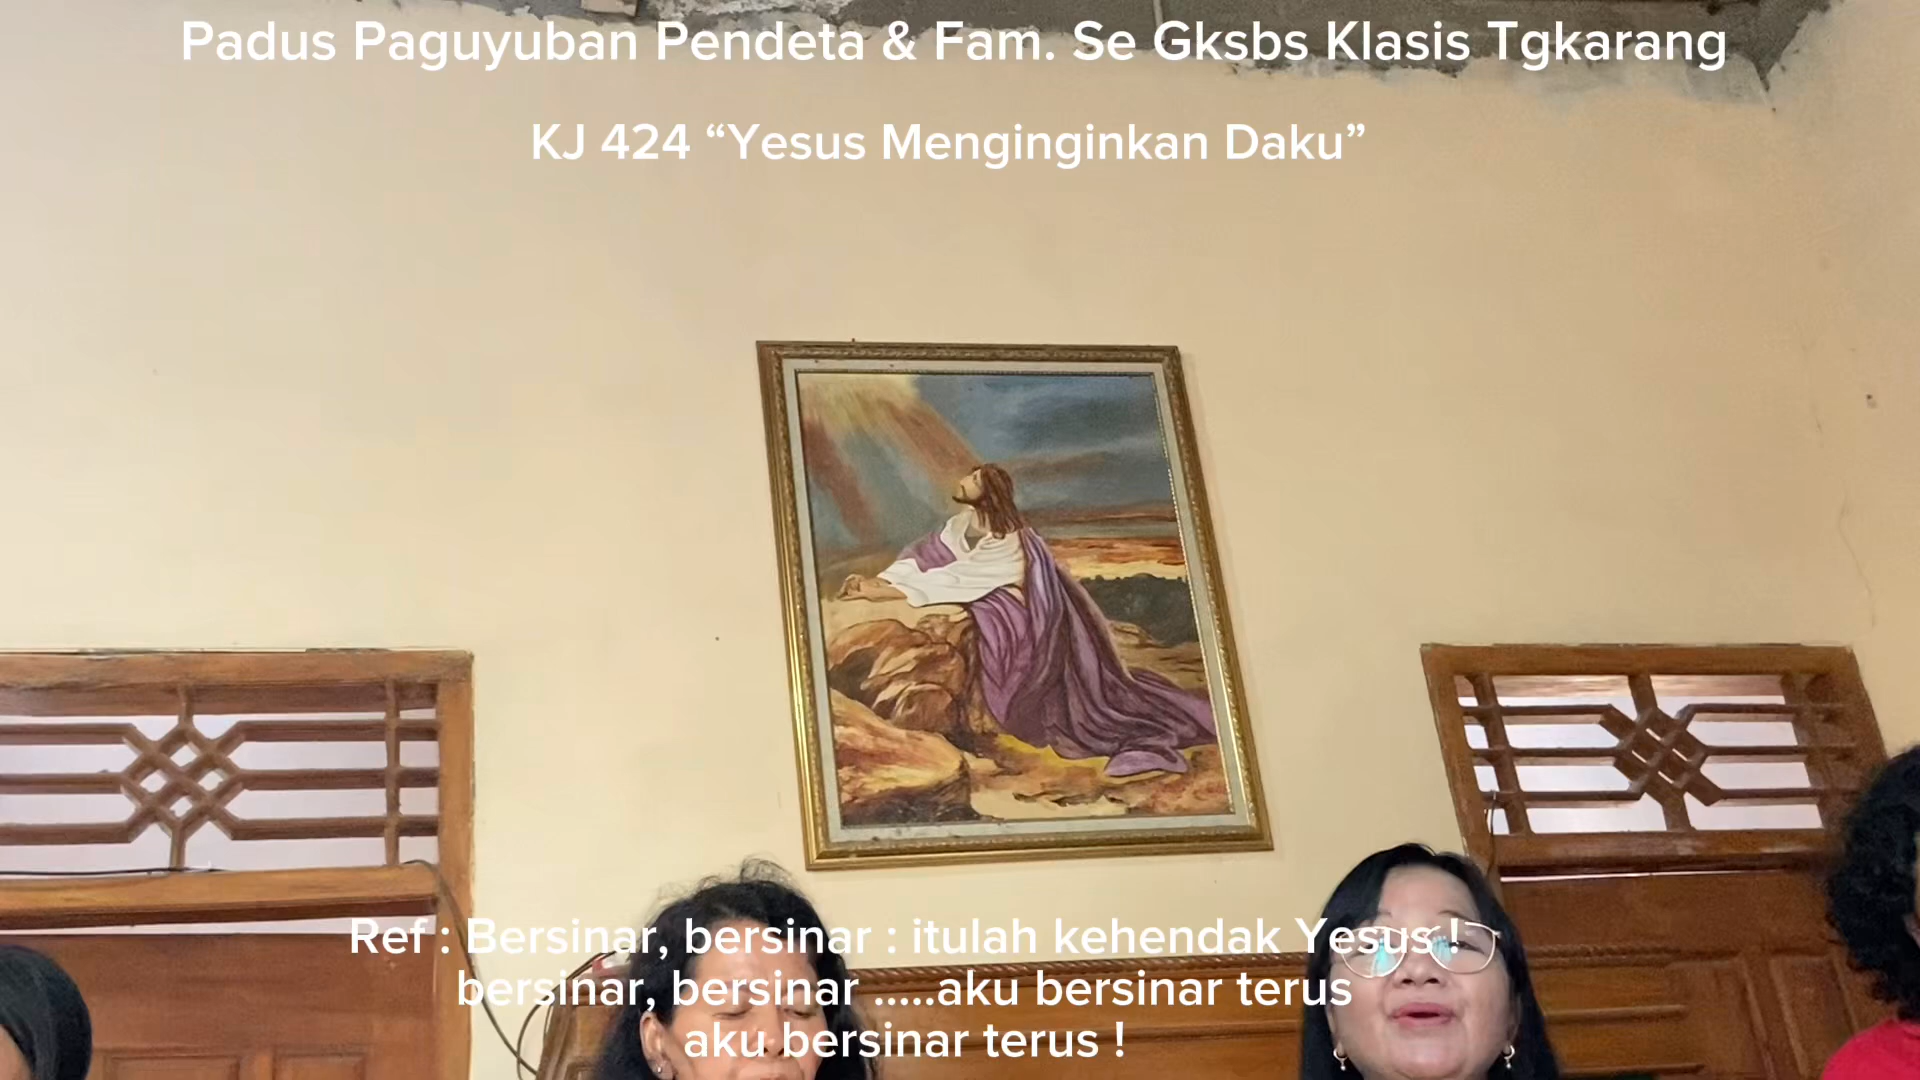 Padus Paguyuban Pendeta & Fam. Se Gksbs Klasis Tgkarang
KJ 424 “Yesus Menginginkan Daku”
Ref : Bersinar, bersinar : itulah kehendak Yesus !
bersinar, bersinar .....aku bersinar terus
aku bersinar terus !